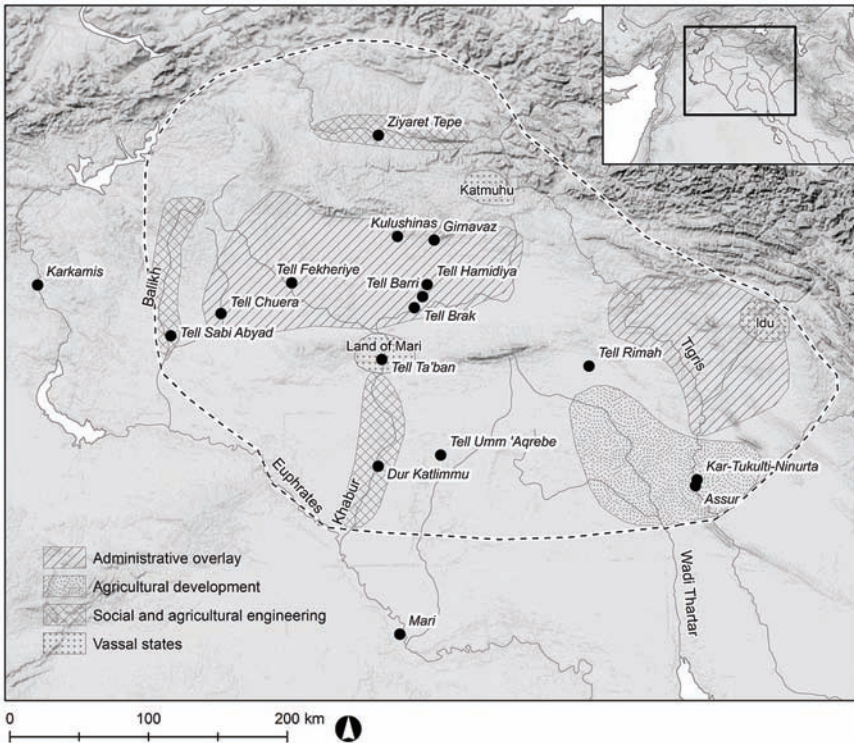 Ziyaret Tepe
Katmuhu
Kulushinas
Girnavaz
Karkamis
Balikh
Tell Fekheriye
Tell Hamidiya
Tell Barri
Tell Chuera
Tell Brak
Idu
Tell Sabi Abyad
Land of Mari
Tell Ta'ban
Tell Rimah
Tigris
Tell Umm 'Aqrebe
Kar-Tukulti-Ninurta
Dur Katlimmu
Assur
Euphrates
Khabur
Wadi Thartar
Mari
Administrative overlay
Agricultural development
Social and agricultural engineering
Vassal states
0 100 200 km